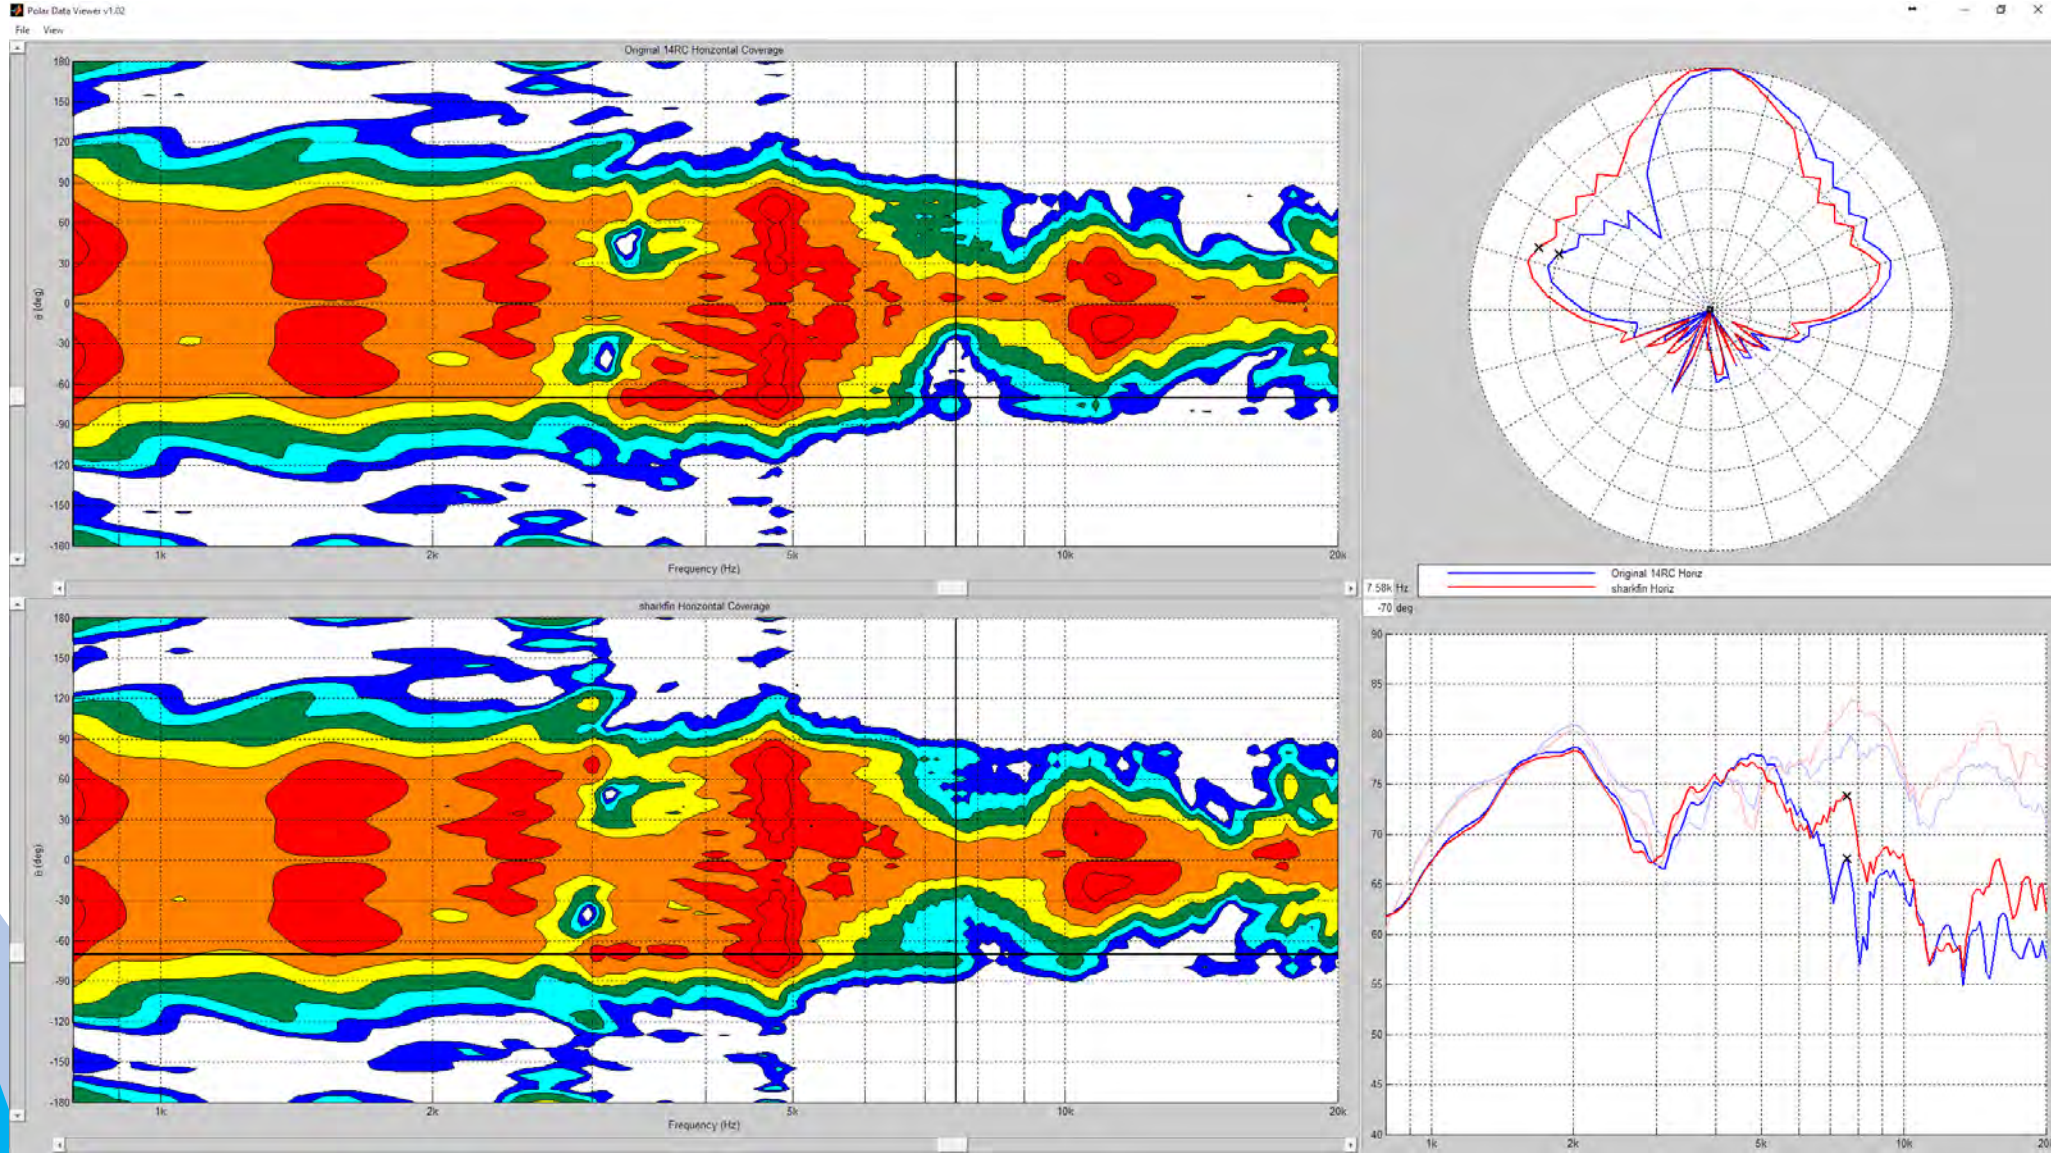 Polar Data Viewer v1.02
File View
Original 14RC Horizontal Coverage
180
150
120
90
60
30
0
-30
-60
-90
-120
-150
-180
θ (deg)
1k 2k 5k 10k 20k
Frequency (Hz)
7.58k Hz
-70 deg
Original 14RC Horiz
sharkfin Horiz
sharkfin Horizontal Coverage
180
150
120
90
60
30
0
-30
-60
-90
-120
-150
-180
θ (deg)
1k 2k 5k 10k 20k
Frequency (Hz)
90
85
80
75
70
65
60
55
50
45
40
1k 2k 5k 10k 20k